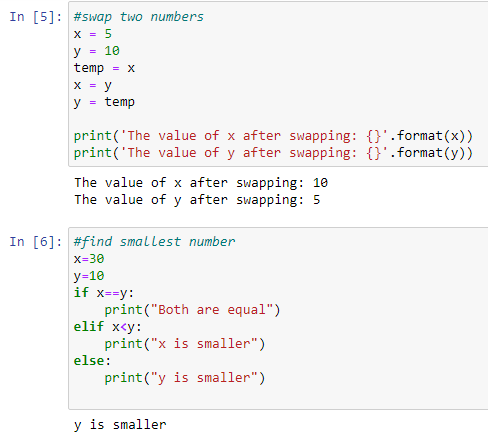 In [5]: #swap two numbers
x = 5
y = 10
temp = x
x = y
y = temp
print('The value of x after swapping: {}'.format(x))
print('The value of y after swapping: {}'.format(y))
The value of x after swapping: 10
The value of y after swapping: 5
In [6]: #find smallest number
x=30
y=10
if x==y:
    print("Both are equal")
elif x<y:
    print("x is smaller")
else:
    print("y is smaller")
y is smaller